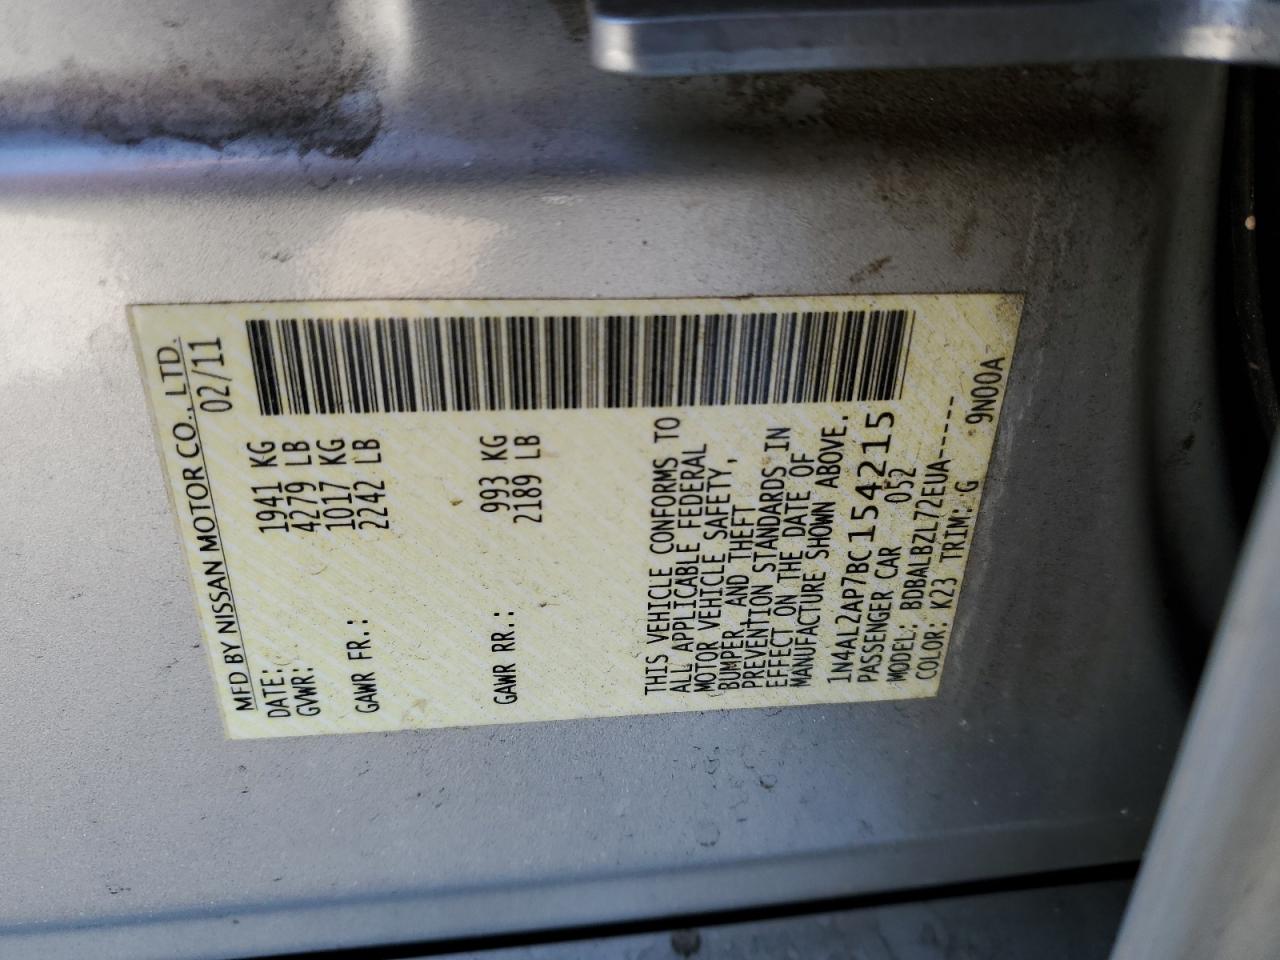 MFD BY NISSAN MOTOR CO., LTD.
DATE: 02/11
GVWR: 1941 KG
4279 LB
GAWR FR.: 1017 KG
2242 LB
GAWR RR.: 993 KG
2189 LB
THIS VEHICLE CONFORMS TO
ALL APPLICABLE FEDERAL
MOTOR VEHICLE SAFETY,
BUMPER, AND THEFT
PREVENTION STANDARDS IN
EFFECT ON THE DATE OF
MANUFACTURE SHOWN ABOVE.
1N4AL2AP7BC154215
PASSENGER CAR 052
MODEL: BDBALBZL72EUA-----
COLOR: K23 TRIM: G 9N00A